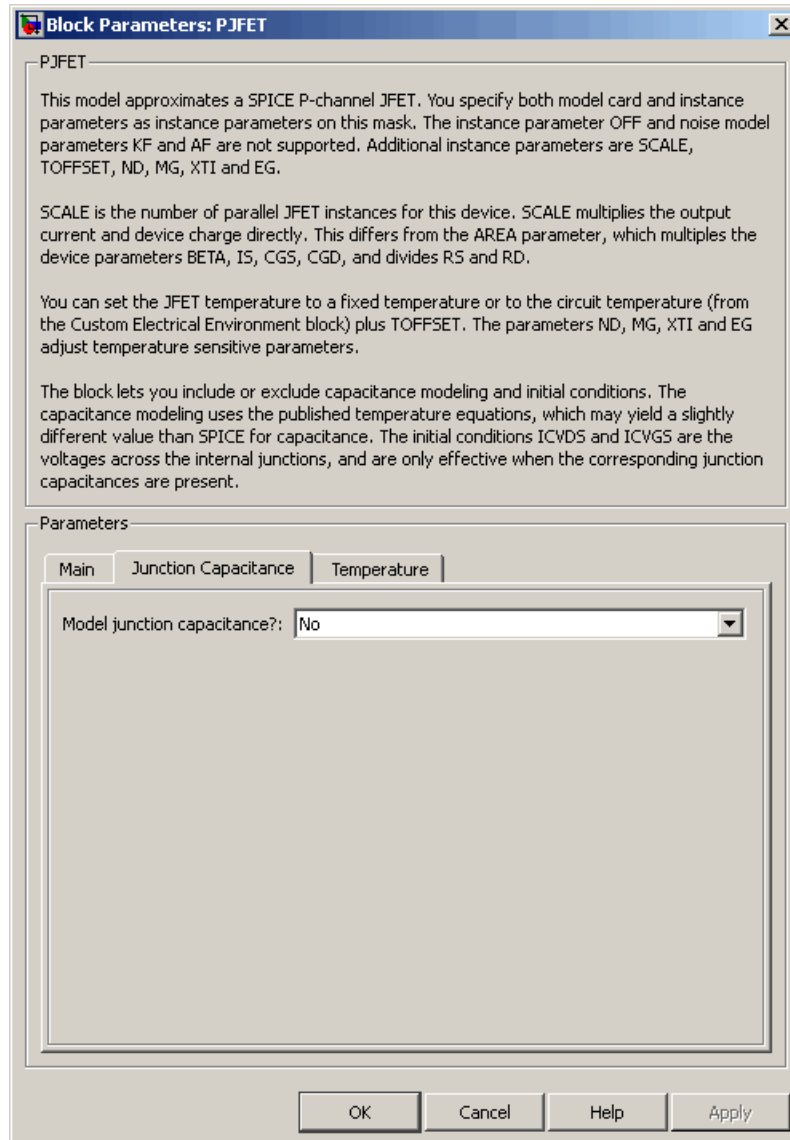 Block Parameters: PJFET
PJFET
This model approximates a SPICE P-channel JFET. You specify both model card and instance
parameters as instance parameters on this mask. The instance parameter OFF and noise model
parameters KF and AF are not supported. Additional instance parameters are SCALE,
TOFFSET, ND, MG, XTI and EG.
SCALE is the number of parallel JFET instances for this device. SCALE multiplies the output
current and device charge directly. This differs from the AREA parameter, which multiples the
device parameters BETA, IS, CGS, CGD, and divides RS and RD.
You can set the JFET temperature to a fixed temperature or to the circuit temperature (from
the Custom Electrical Environment block) plus TOFFSET. The parameters ND, MG, XTI and EG
adjust temperature sensitive parameters.
The block lets you include or exclude capacitance modeling and initial conditions. The
capacitance modeling uses the published temperature equations, which may yield a slightly
different value than SPICE for capacitance. The initial conditions ICVDS and ICVGS are the
voltages across the internal junctions, and are only effective when the corresponding junction
capacitances are present.
Parameters
Main Junction Capacitance Temperature
Model junction capacitance?: No
OK Cancel Help Apply